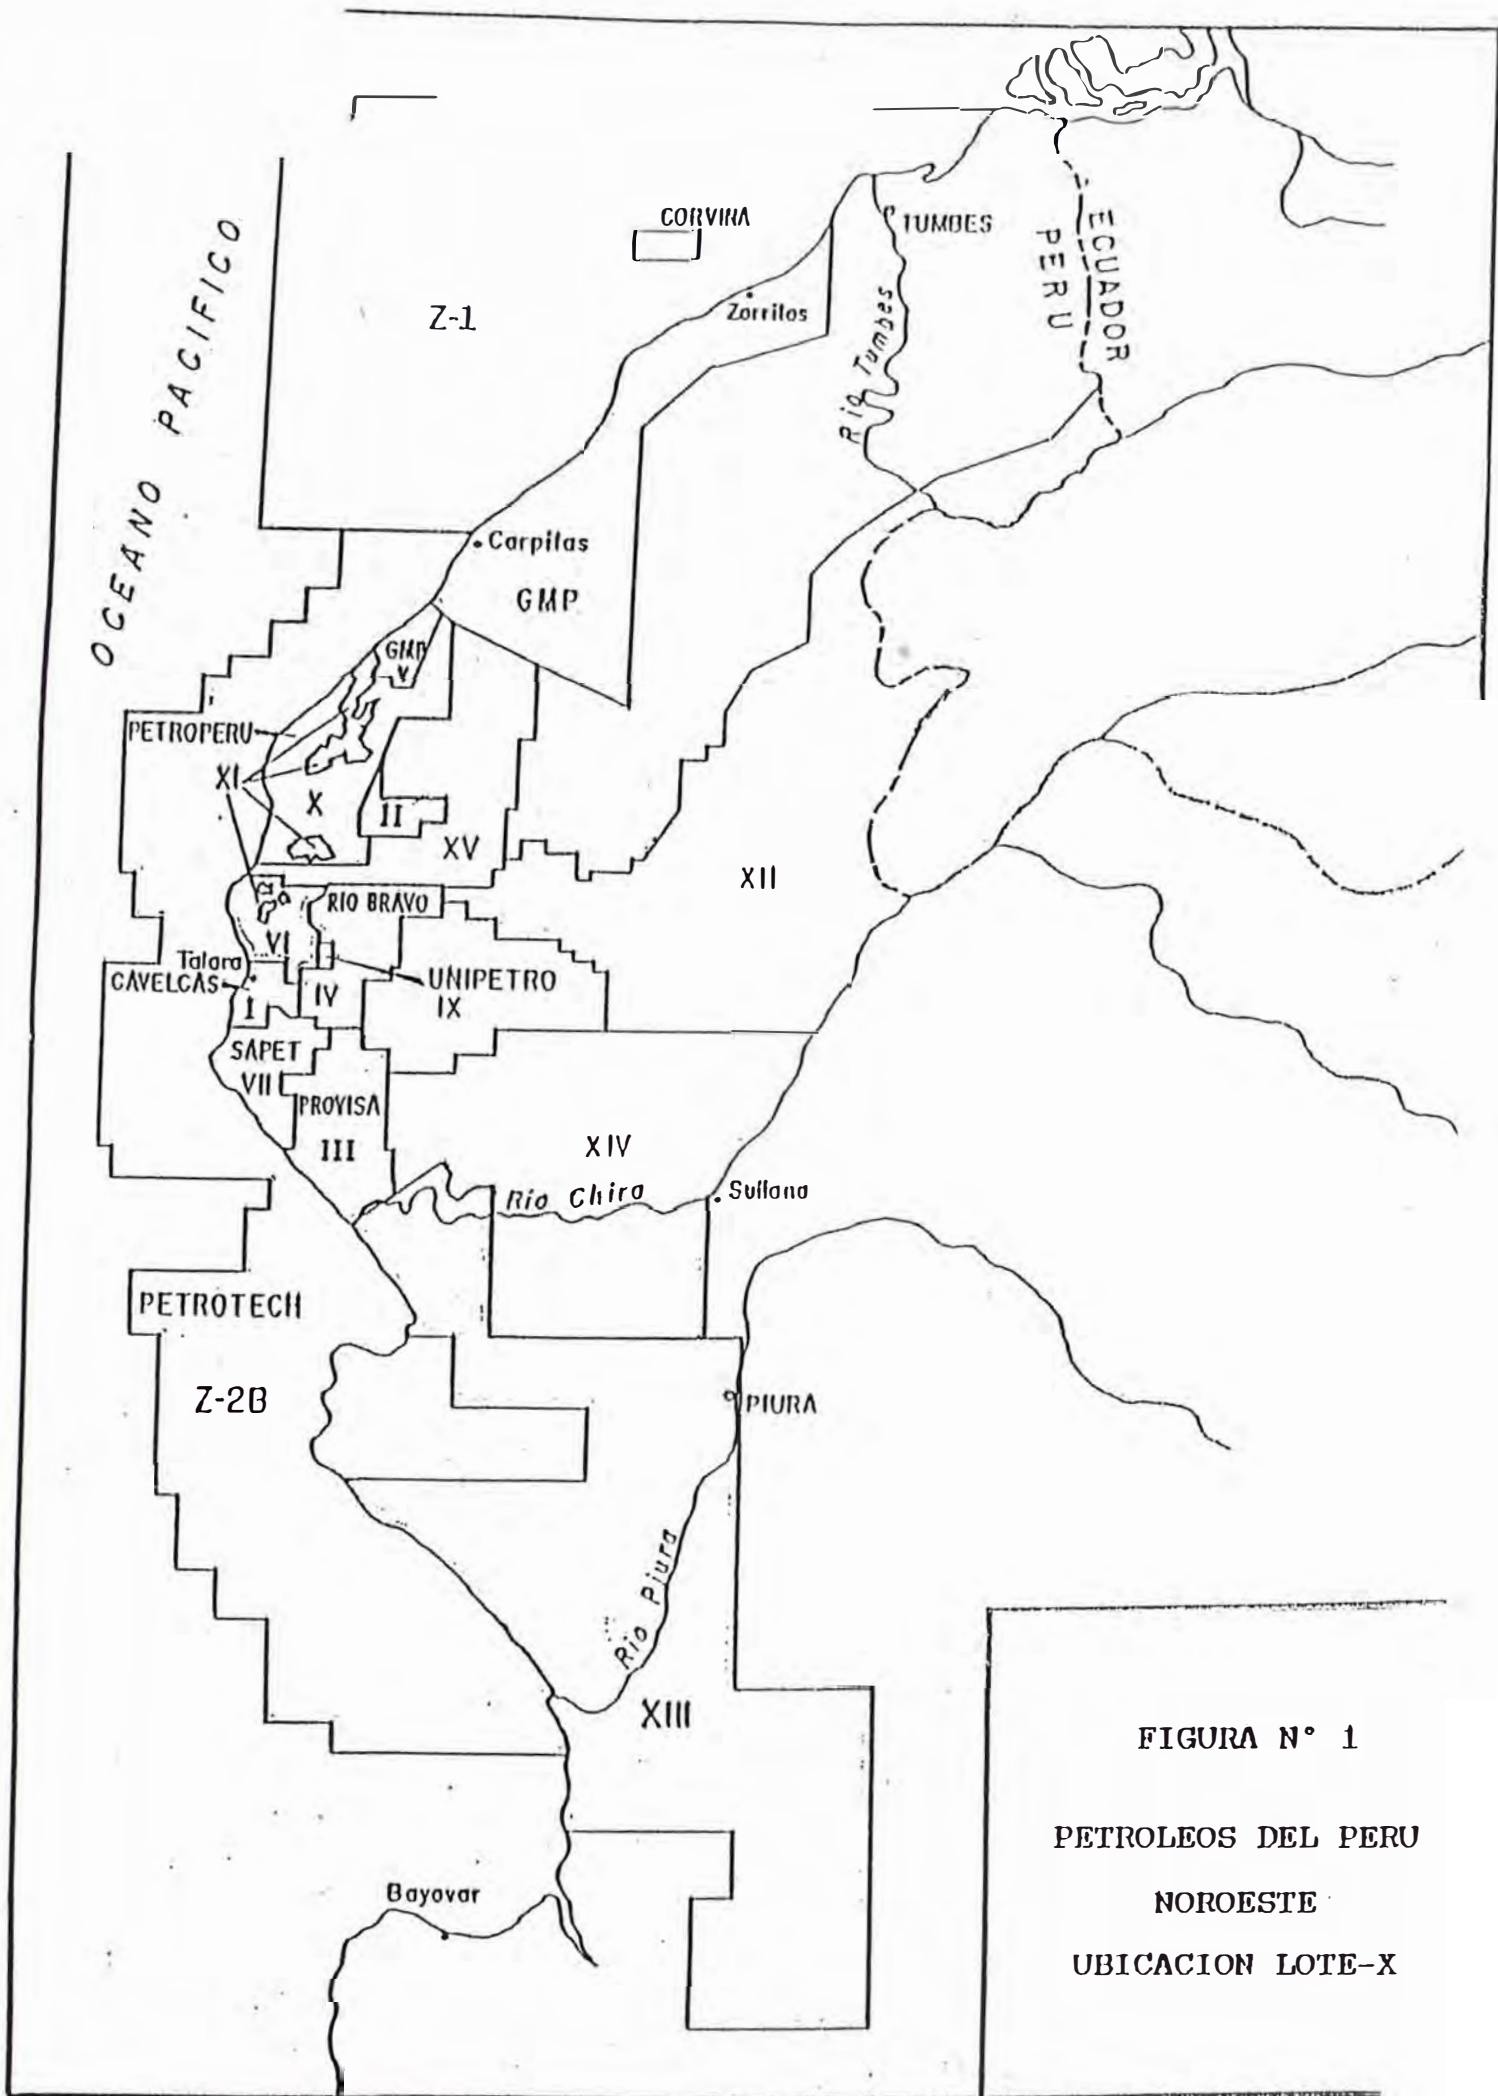 CORVINA
TUMBES
ECUADOR
PERU
OCEANO PACIFICO
Z-1
Zorritos
Rio Tumbes
Carpitas
GMP
GMP
V
PETROPERU
XI
X
II
XV
XII
RIO BRAVO
VI
Talara
CAVELCAS
I
IV
UNIPETRO
IX
SAPET
VII
PROVISA
III
XIV
Rio Chira
Sullana
PETROTECH
Z-2B
PIURA
Rio Piura
XIII
Bayovar
FIGURA N° 1
PETROLEOS DEL PERU
NOROESTE
UBICACION LOTE-X